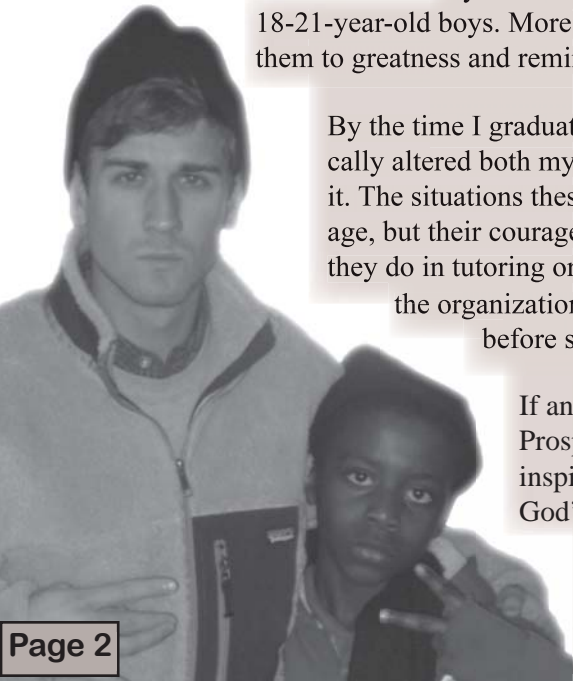 18-21-year-old boys. More
them to greatness and remi
By the time I graduat
cally altered both my
it. The situations thes
age, but their courage
they do in tutoring or
the organization
before s
If an
Pros
inspi
God'
Page 2